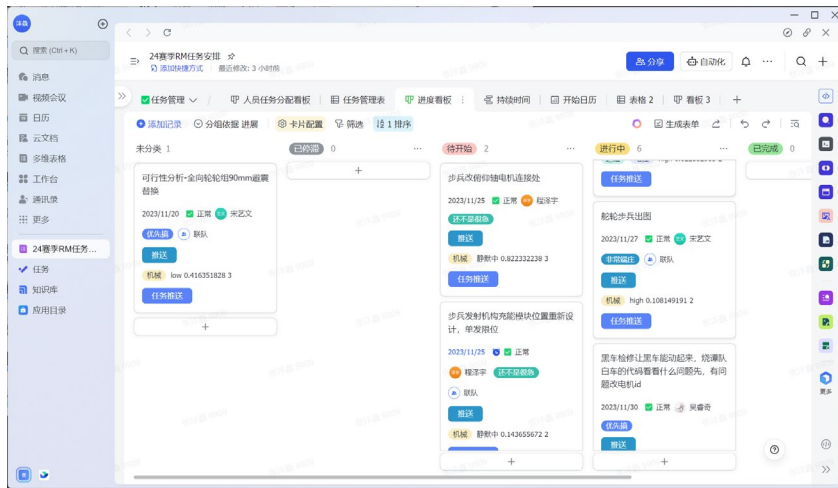 沐磊
搜索 (Ctrl + K)
消息
视频会议
日历
云文档
多维表格
工作台
通讯录
更多
24赛季RM任务...
任务
知识库
应用目录
24赛季RM任务安排
添加快捷方式 最近修改: 3 小时前
分享
自动化
任务管理
人员任务分配看板
任务管理表
进度看板
持续时间
开始日历
表格 2
看板 3
添加记录
分组依据 进展
卡片配置
筛选
1 排序
生成表单
未分类 1
可行性分析-全向轮轮组90mm避震
替换
2023/11/20 正常 宋艺文
优先搞 联队
推送
机械 low 0.416351828 3
任务推送
已停滞 0
待开始 2
步兵改俯仰轴电机连接处
2023/11/25 正常 程泽宇
还不是很急
推送
机械 静默中 0.822332238 3
任务推送
步兵发射机构充能模块位置重新设
计，单发限位
2023/11/25 正常
程泽宇 还不是很急
联队
推送
机械 静默中 0.143655672 2
进行中 6
任务推送
舵轮步兵出图
2023/11/27 正常 宋艺文
联队
推送
机械 high 0.108149191 2
任务推送
黑车检修让黑车能动起来，烧谭队
白车的代码看看什么问题先，有问
题改电机id
2023/11/30 正常 吴睿奇
优先搞
推送
已完成 0
更多